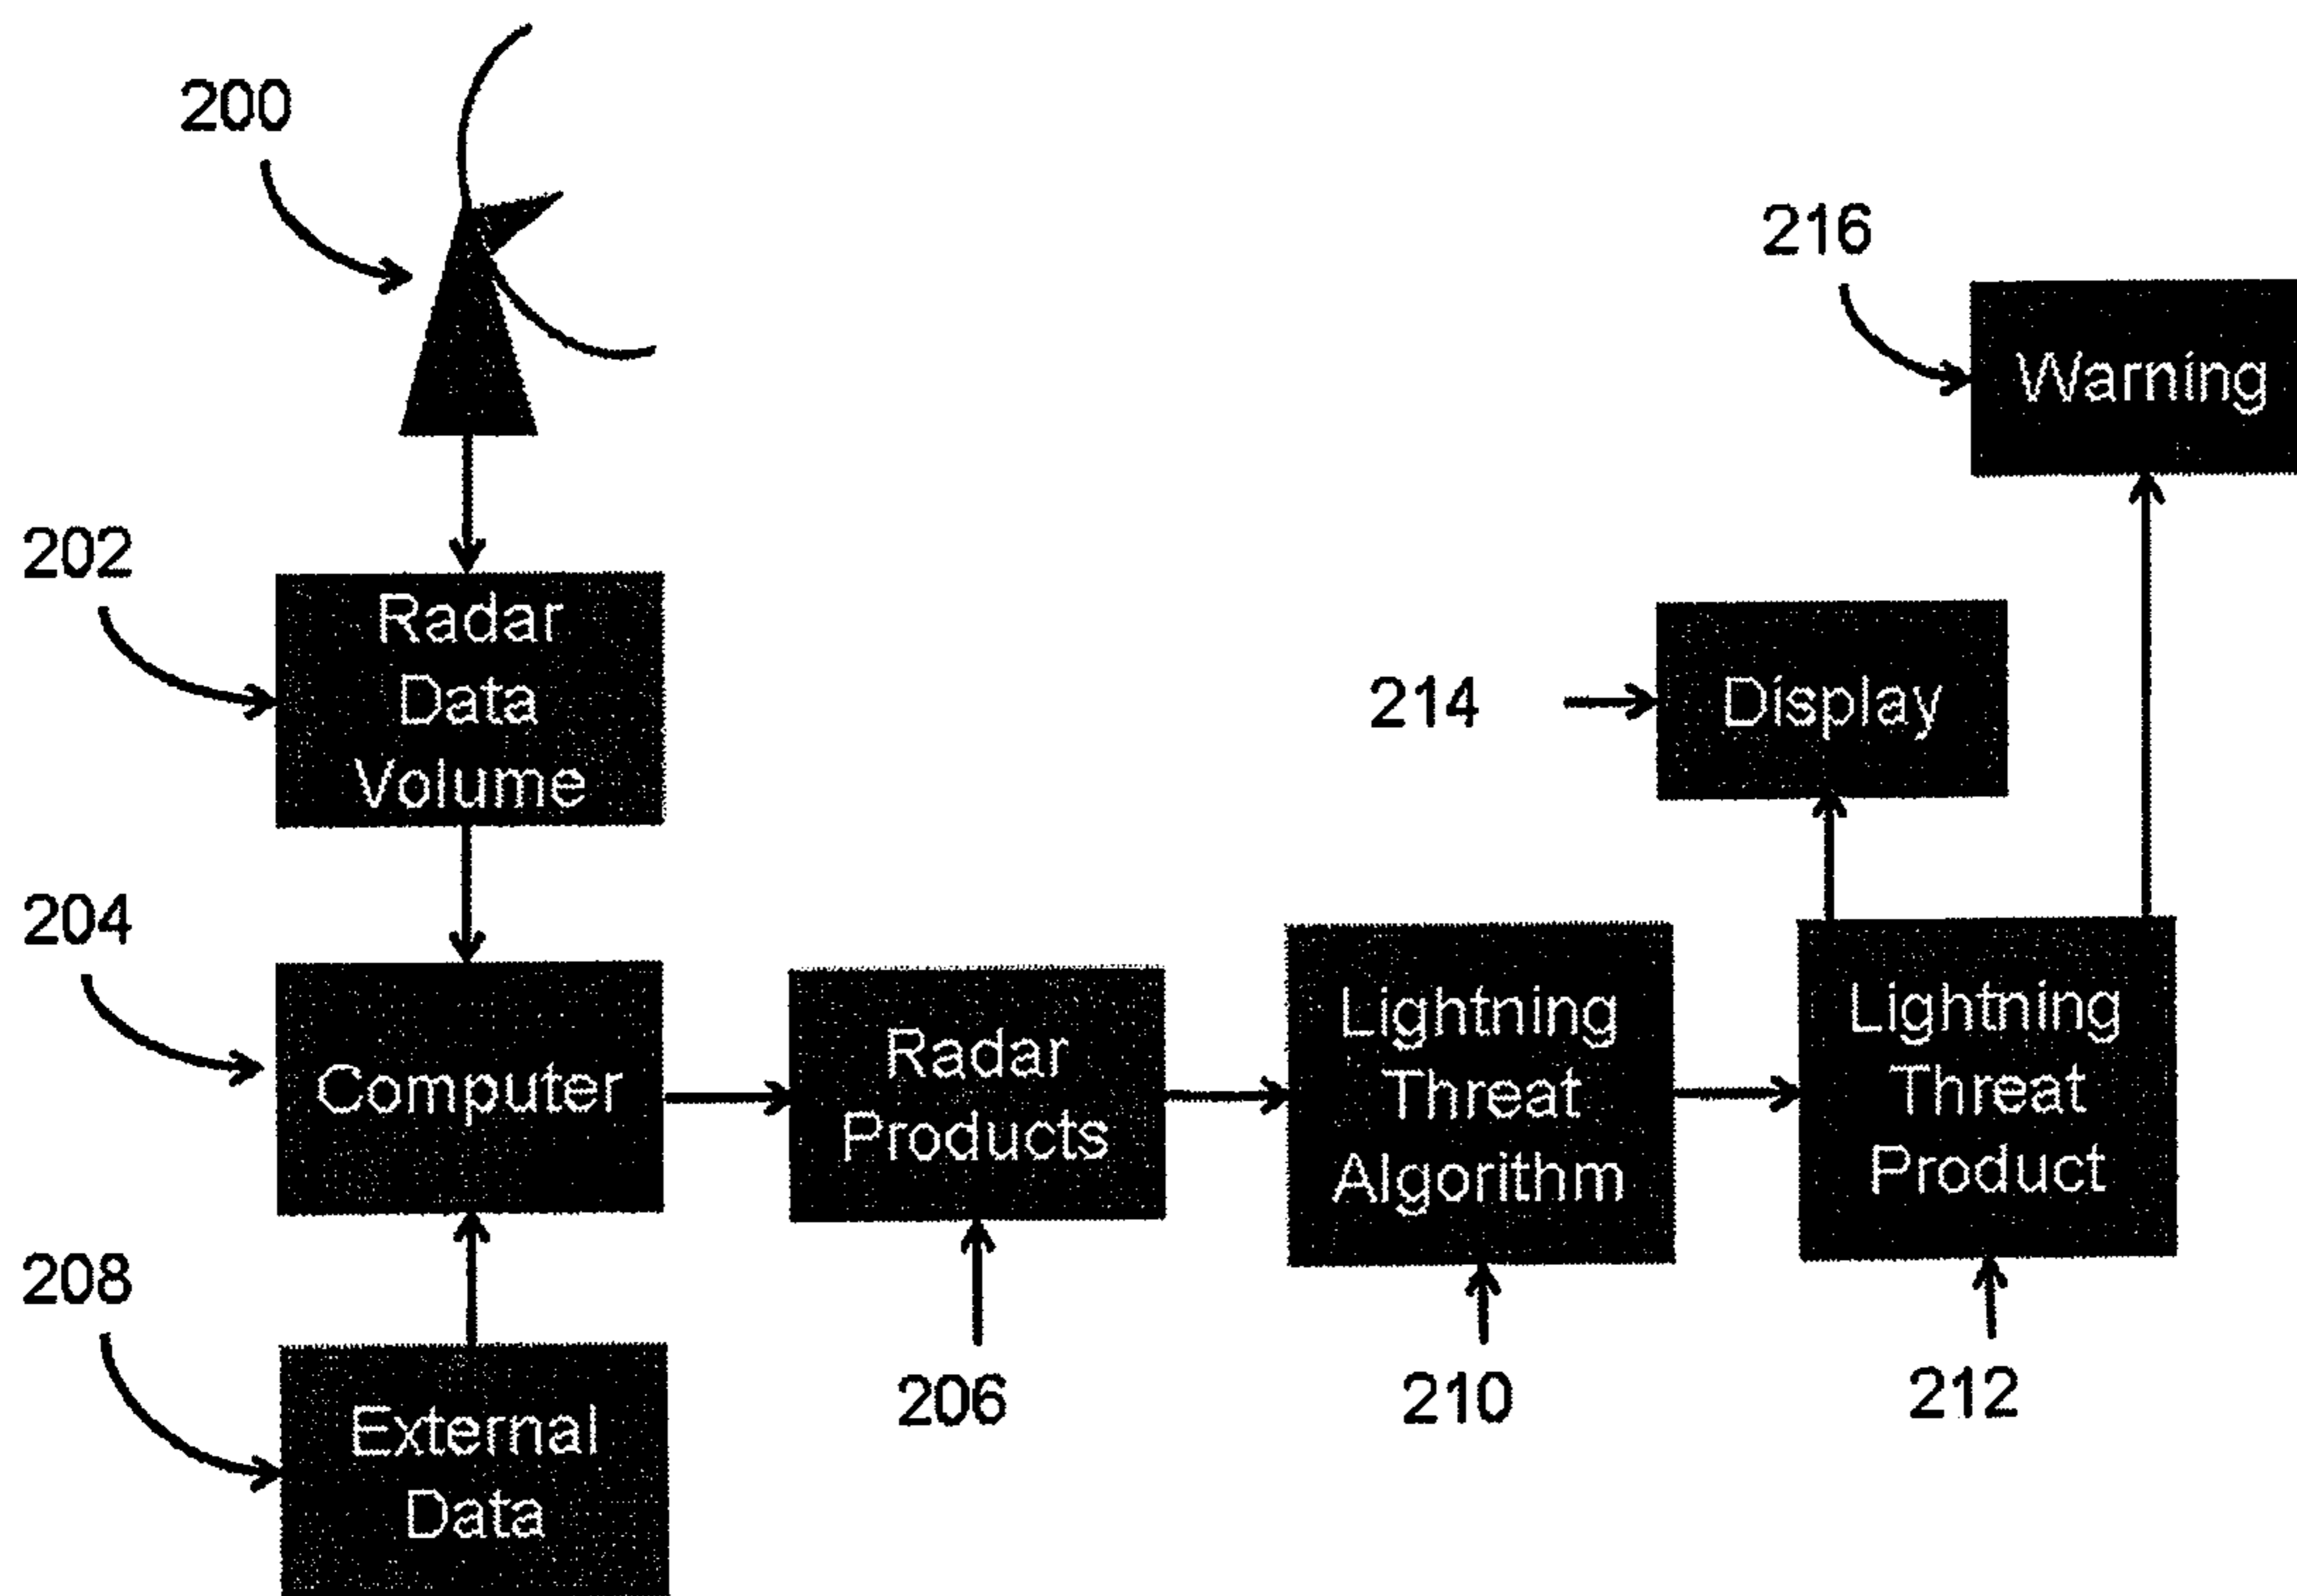 200
216
Warning
202
Radar
Data
Volume
214
Display
204
Computer
Radar
Products
Lightning
Threat
Algorithm
Lightning
Threat
Product
208
External
Data
206
210
212